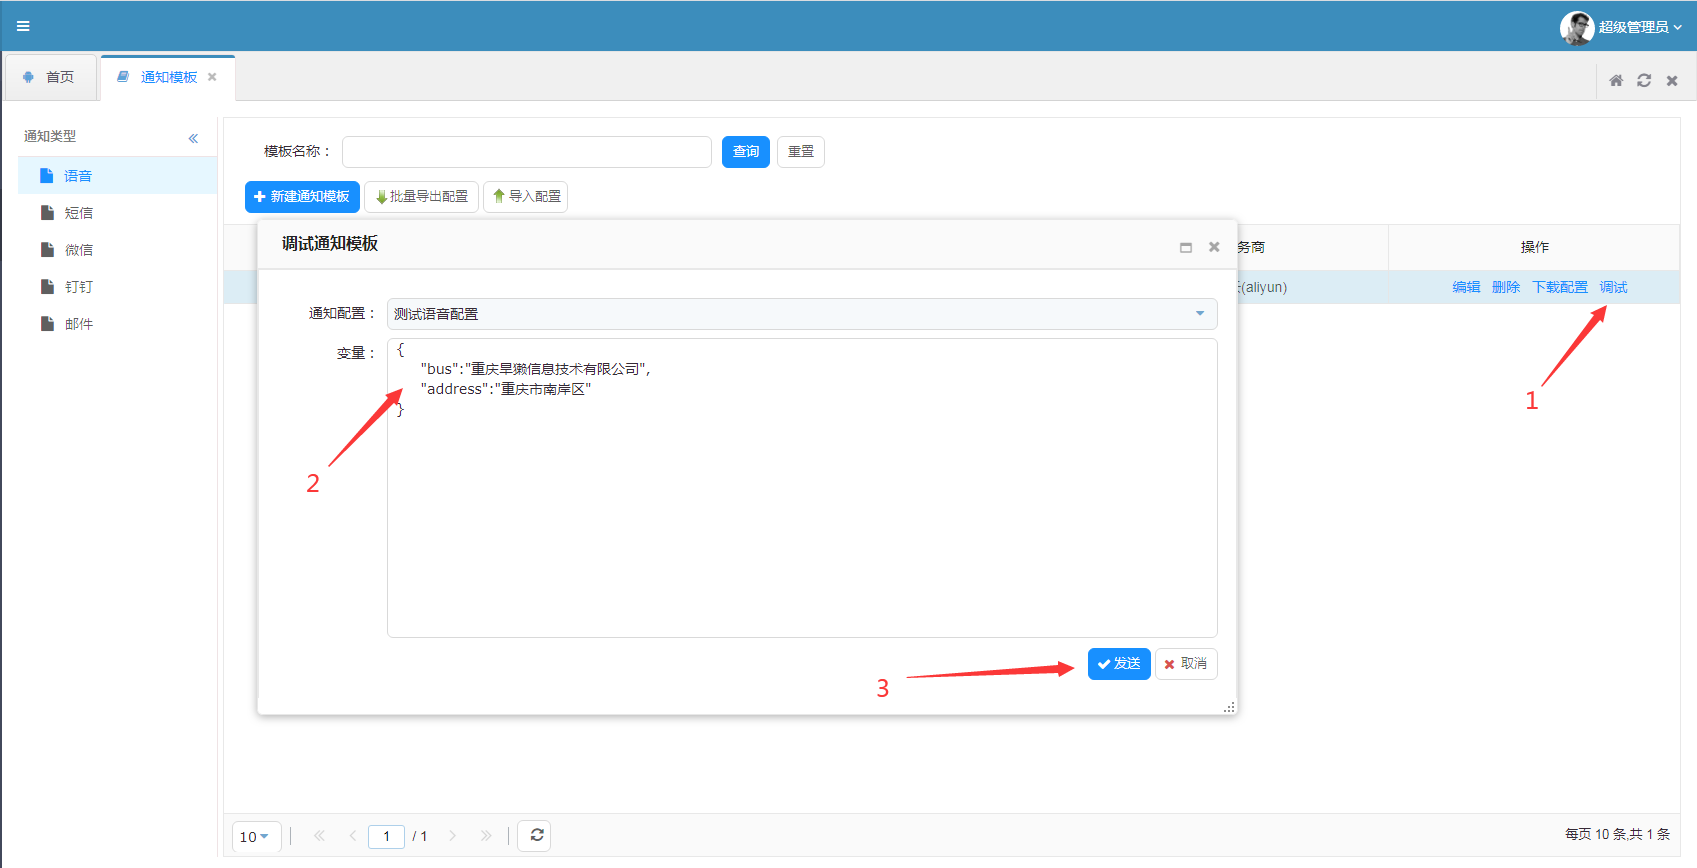 超级管理员
首页
通知模板
通知类型
语音
短信
微信
钉钉
邮件
模板名称：
查询
重置
新建通知模板
批量导出配置
导入配置
务商
操作
(aliyun)
编辑 删除 下载配置 调试
调试通知模板
通知配置：
测试语音配置
变量：
{
"bus":"重庆旱獭信息技术有限公司",
"address":"重庆市南岸区"
}
发送
取消
1
2
3
10
1 / 1
每页 10 条,共 1 条